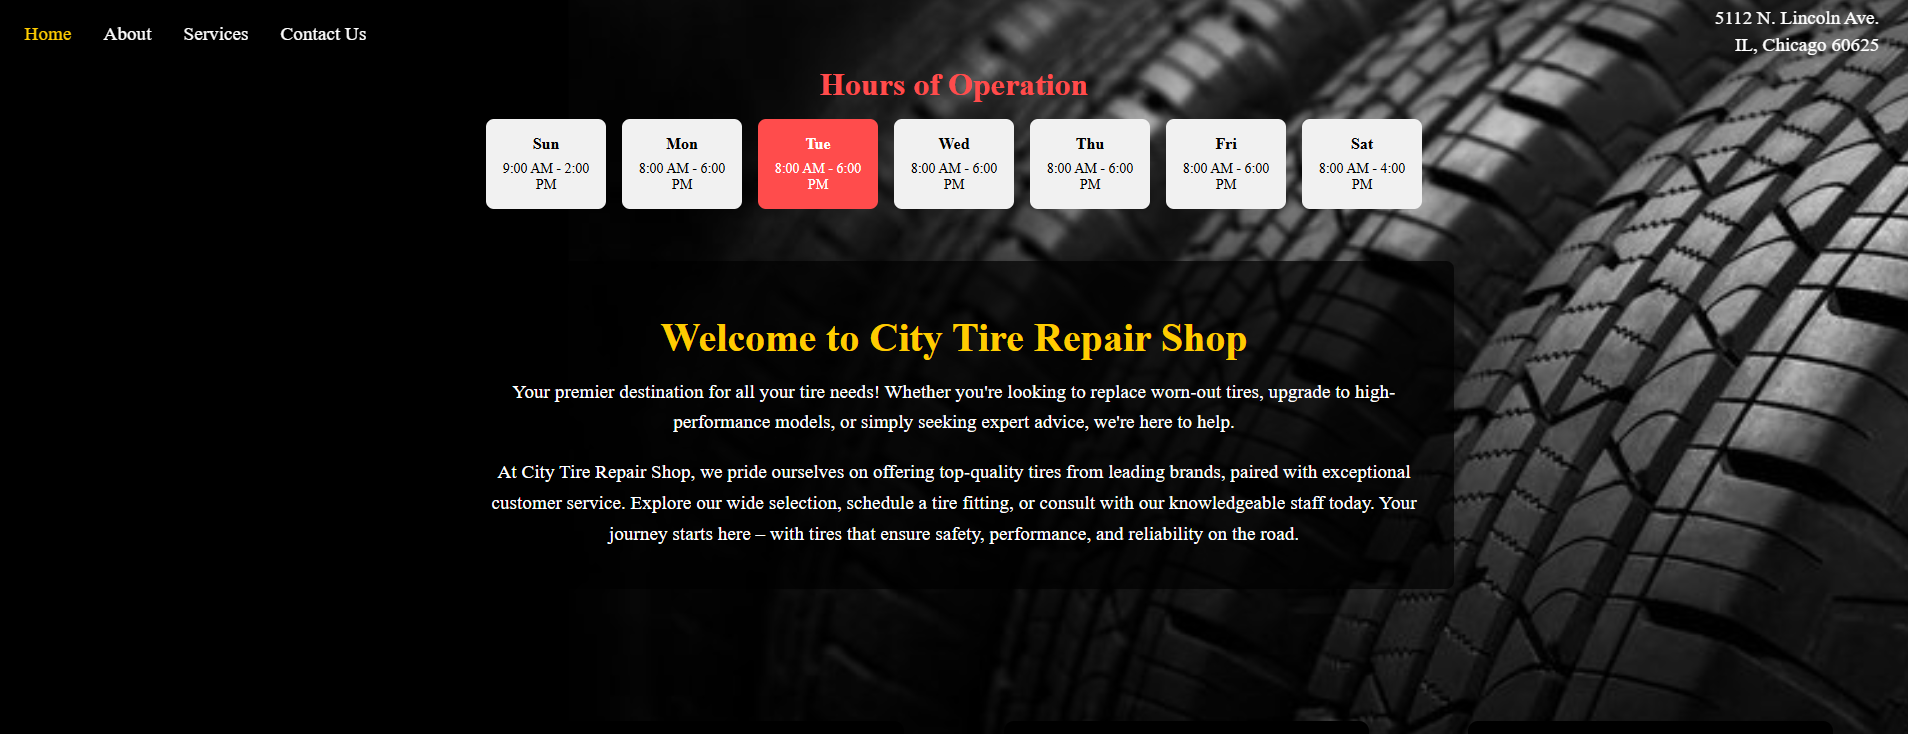 Home About Services Contact Us
5112 N. Lincoln Ave.
IL, Chicago 60625
Hours of Operation
Sun
9:00 AM - 2:00
PM
Mon
8:00 AM - 6:00
PM
Tue
8:00 AM - 6:00
PM
Wed
8:00 AM - 6:00
PM
Thu
8:00 AM - 6:00
PM
Fri
8:00 AM - 6:00
PM
Sat
8:00 AM - 4:00
PM
Welcome to City Tire Repair Shop
Your premier destination for all your tire needs! Whether you're looking to replace worn-out tires, upgrade to high-
performance models, or simply seeking expert advice, we're here to help.
At City Tire Repair Shop, we pride ourselves on offering top-quality tires from leading brands, paired with exceptional
customer service. Explore our wide selection, schedule a tire fitting, or consult with our knowledgeable staff today. Your
journey starts here – with tires that ensure safety, performance, and reliability on the road.